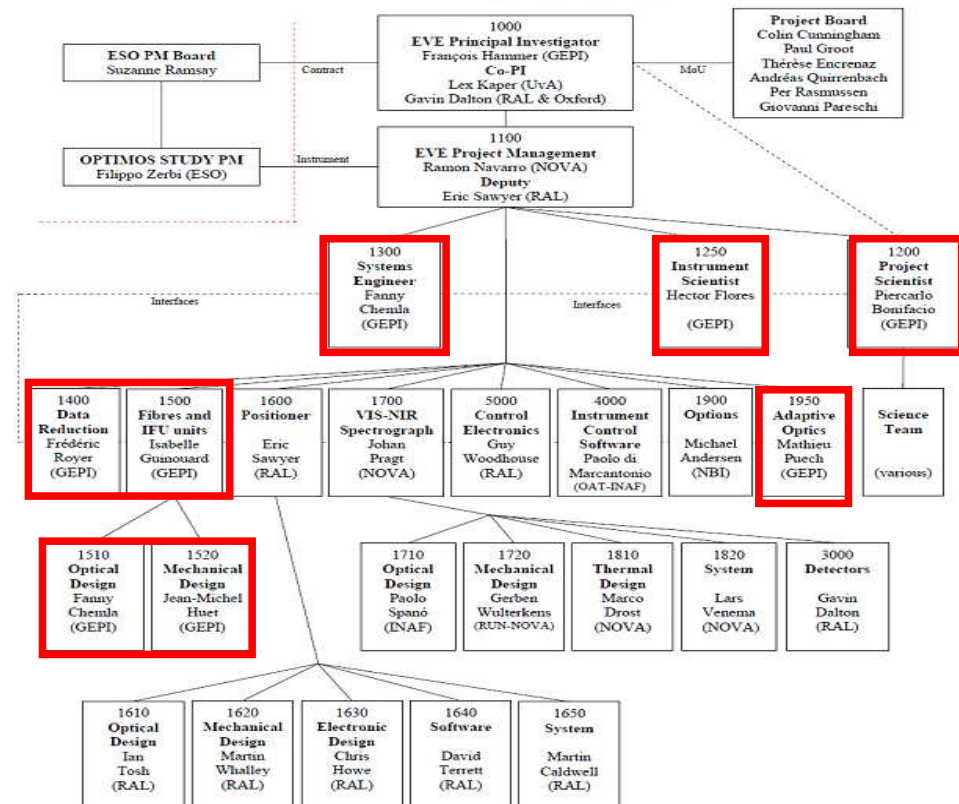 1000
EVE Principal Investigator
François Hammer (GEPI)
Co-PI
Lex Kaper (UvA)
Gavin Dalton (RAL & Oxford)
ESO PM Board
Suzanne Ramsay
Contract
MoU
Project Board
Colin Cunningham
Paul Groot
Thérèse Encrenaz
Andréas Quirrenbach
Per Rasmussen
Giovanni Pareschi
OPTIMOS STUDY PM
Filippo Zerbi (ESO)
Instrument
1100
EVE Project Management
Ramon Navarro (NOVA)
Deputy
Eric Sawyer (RAL)
1300
Systems
Engineer
Fanny
Chemla
(GEPI)
1250
Instrument
Scientist
Hector Flores
(GEPI)
1200
Project
Scientist
Piercarlo
Bonifacio
(GEPI)
Interfaces
Interfaces
1400
Data
Reduction
Frédéric
Royer
(GEPI)
1500
Fibres and
IFU units
Isabelle
Guinouard
(GEPI)
1600
Positioner
Eric
Sawyer
(RAL)
1700
VIS-NIR
Spectrograph
Johan
Pragt
(NOVA)
5000
Control
Electronics
Guy
Woodhouse
(RAL)
4000
Instrument
Control
Software
Paolo di
Marcantonio
(OAT-INAF)
1900
Options
Michael
Andersen
(NBI)
1950
Adaptive
Optics
Mathieu
Puech
(GEPI)
Science
Team
(various)
1510
Optical
Design
Fanny
Chemla
(GEPI)
1520
Mechanical
Design
Jean-Michel
Huet
(GEPI)
1710
Optical
Design
Paolo
Spanó
(INAF)
1720
Mechanical
Design
Gerben
Wulterkens
(RUN-NOVA)
1810
Thermal
Design
Marco
Drost
(NOVA)
1820
System
Lars
Venema
(NOVA)
3000
Detectors
Gavin
Dalton
(RAL)
1610
Optical
Design
Ian
Tosh
(RAL)
1620
Mechanical
Design
Martin
Whalley
(RAL)
1630
Electronic
Design
Chris
Howe
(RAL)
1640
Software
David
Terrett
(RAL)
1650
System
Martin
Caldwell
(RAL)